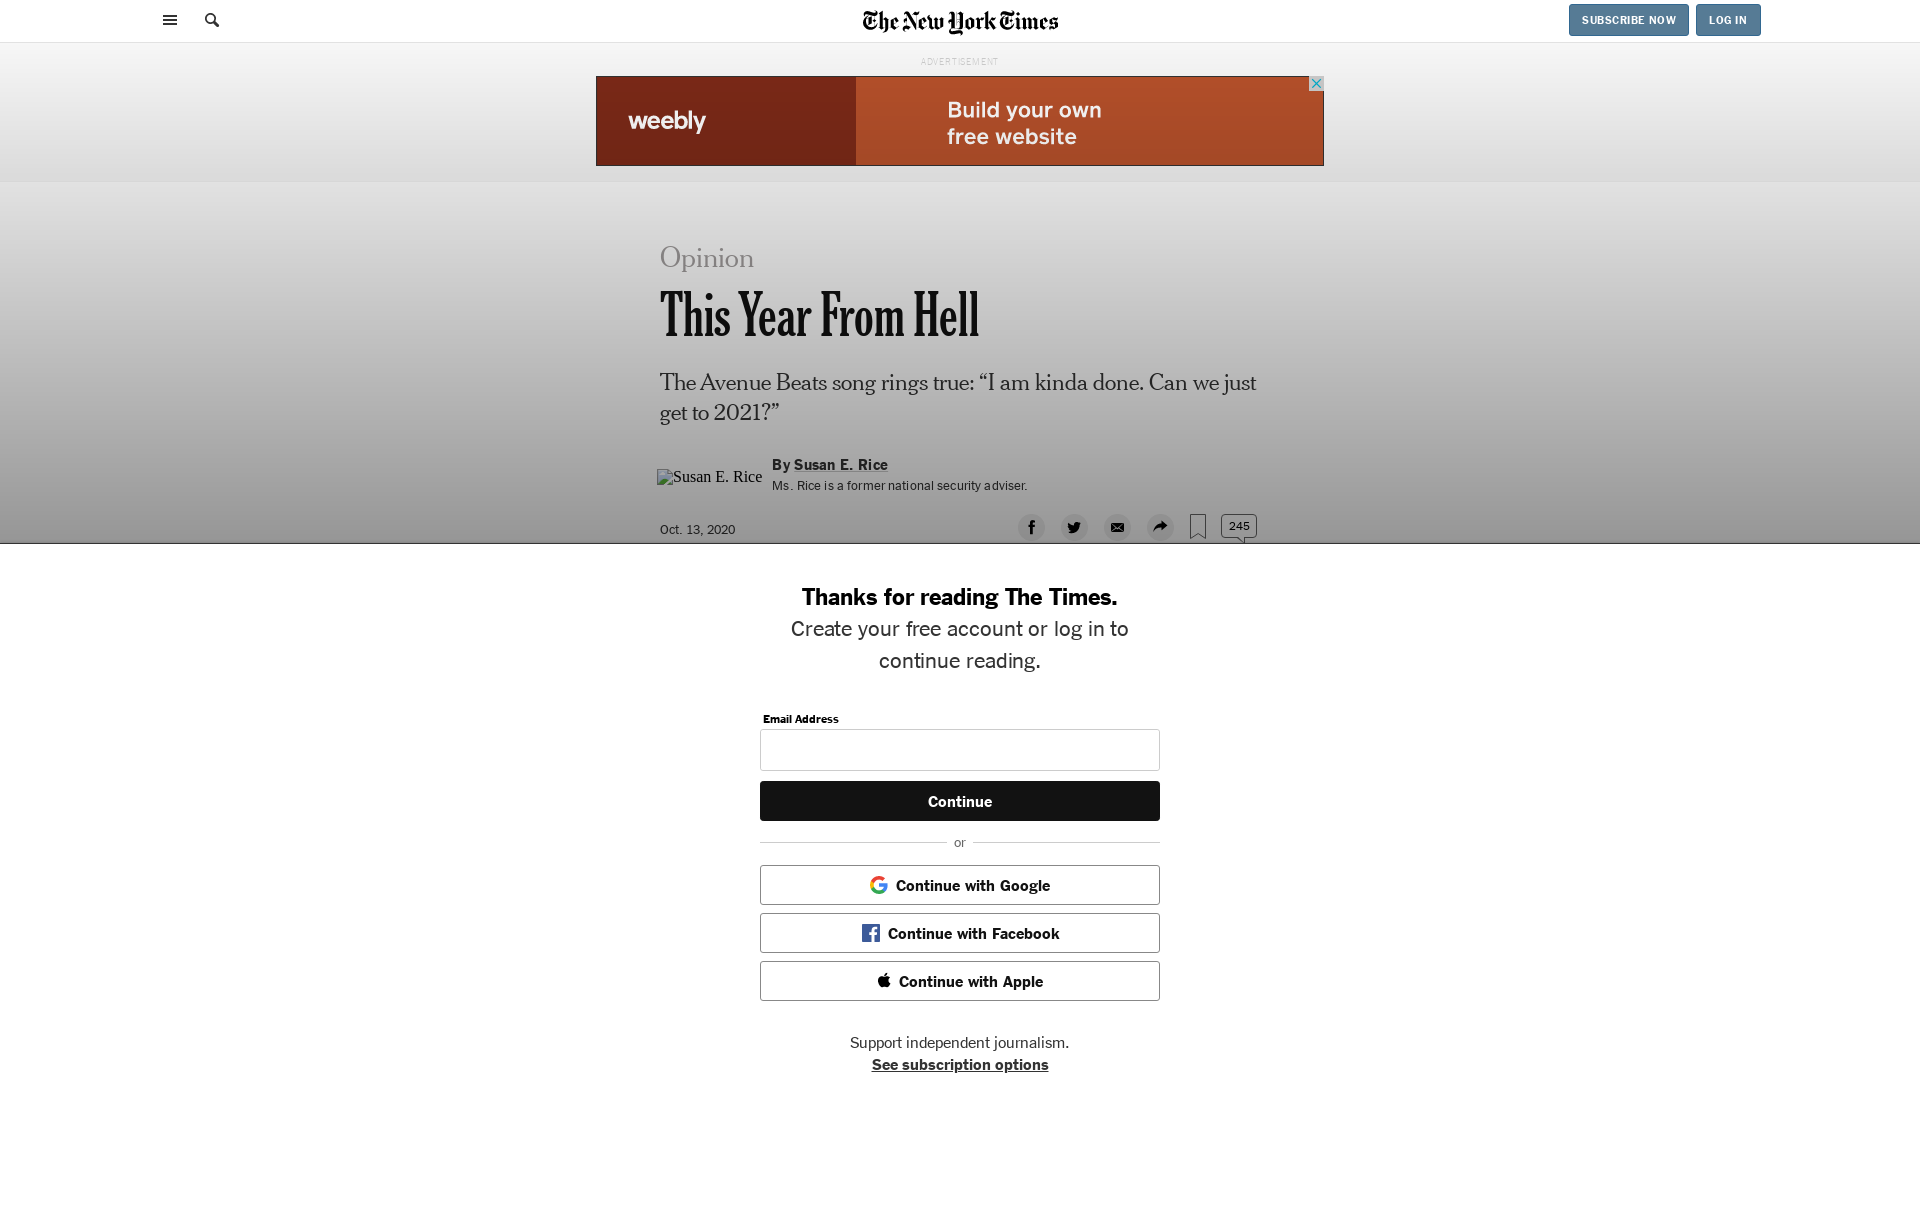 The New York Times
SUBSCRIBE NOW
LOG IN
ADVERTISEMENT
weebly
Build your own
free website
Opinion
This Year From Hell
The Avenue Beats song rings true: “I am kinda done. Can we just
get to 2021?”
Susan E. Rice
By Susan E. Rice
Ms. Rice is a former national security adviser.
Oct. 13, 2020
245
Thanks for reading The Times.
Create your free account or log in to
continue reading.
Email Address
Continue
or
Continue with Google
Continue with Facebook
Continue with Apple
Support independent journalism.
See subscription options